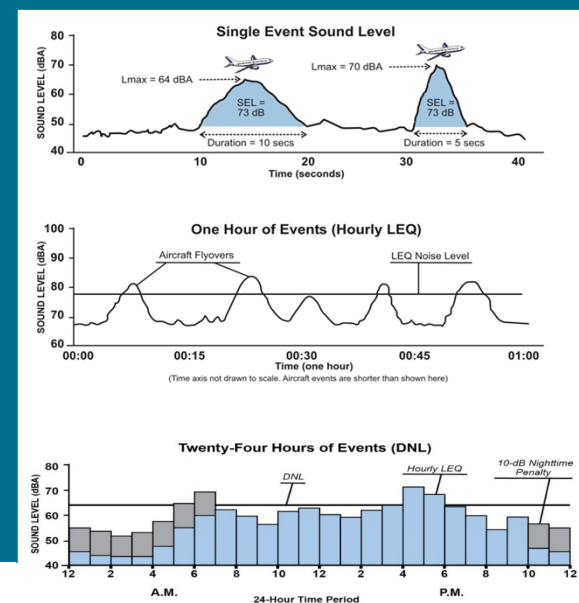 Single Event Sound Level
SOUND LEVEL (dBA)
80
70
60
50
40
Lmax = 64 dBA
Lmax = 70 dBA
SEL =
73 dB
SEL =
73 dB
Duration = 10 secs
Duration = 5 secs
0 10 20 30 40
Time (seconds)
One Hour of Events (Hourly LEQ)
SOUND LEVEL (dBA)
100
90
80
70
60
Aircraft Flyovers
LEQ Noise Level
00:00 00:15 00:30 00:45 01:00
Time (one hour)
(Time axis not drawn to scale. Aircraft events are shorter than shown here)
Twenty-Four Hours of Events (DNL)
SOUND LEVEL (dBA)
80
70
60
50
40
DNL
Hourly LEQ
10-dB Nighttime
Penalty
12 2 4 6 8 10 12 2 4 6 8 10 12
A.M. P.M.
24-Hour Time Period